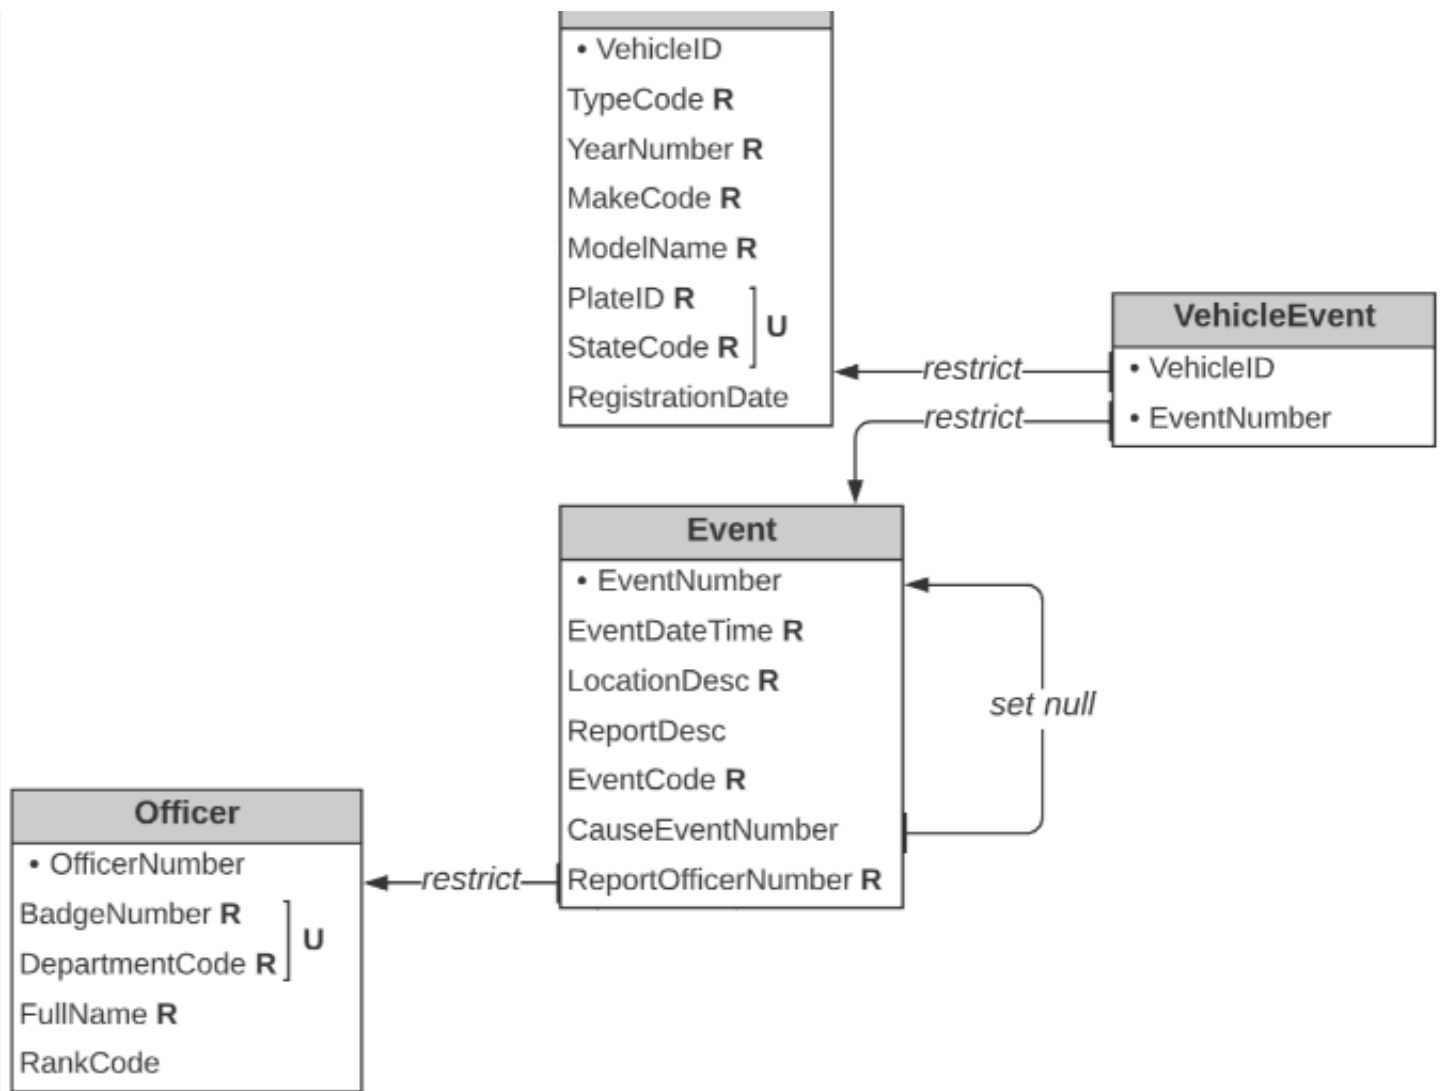 • VehicleID
TypeCode R
YearNumber R
MakeCode R
ModelName R
PlateID R
StateCode R
U
RegistrationDate
VehicleEvent
• VehicleID
• EventNumber
restrict
restrict
Event
• EventNumber
EventDateTime R
LocationDesc R
ReportDesc
EventCode R
CauseEventNumber
ReportOfficerNumber R
set null
restrict
Officer
• OfficerNumber
BadgeNumber R
DepartmentCode R
U
FullName R
RankCode